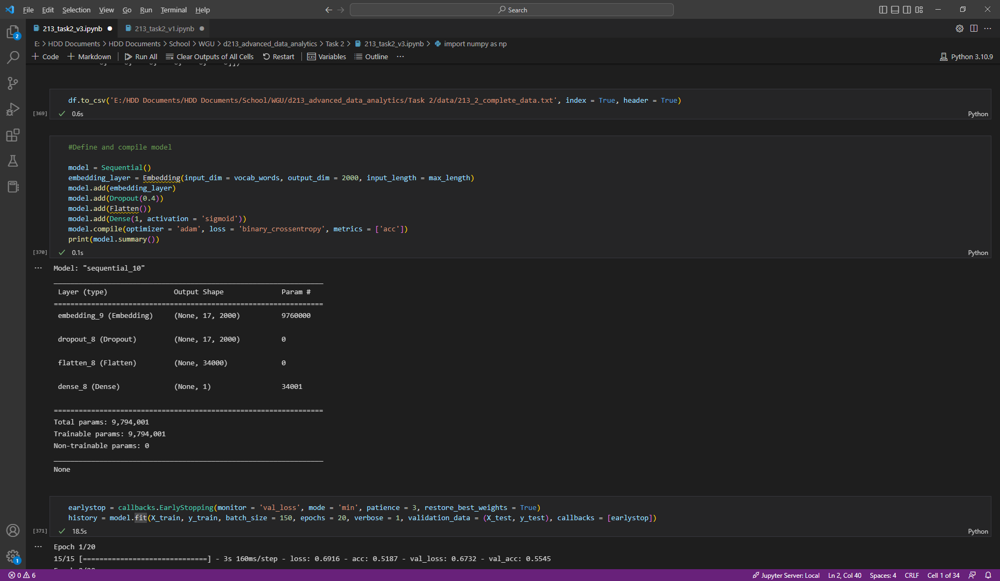 File Edit Selection View Go Run Terminal Help
Search
213_task2_v3.ipynb
213_task2_v1.ipynb
E: > HDD Documents > HDD Documents > School > WGU > d213_advanced_data_analytics > Task 2 > 213_task2_v3.ipynb > import numpy as np
+ Code + Markdown | Run All Clear Outputs of All Cells Restart | Variables Outline ...
Python 3.10.9
df.to_csv('E:/HDD Documents/HDD Documents/School/WGU/d213_advanced_data_analytics/Task 2/data/213_2_complete_data.txt', index = True, header = True)
[369] 0.6s Python
#Define and compile model
model = Sequential()
embedding_layer = Embedding(input_dim = vocab_words, output_dim = 2000, input_length = max_length)
model.add(embedding_layer)
model.add(Dropout(0.4))
model.add(Flatten())
model.add(Dense(1, activation = 'sigmoid'))
model.compile(optimizer = 'adam', loss = 'binary_crossentropy', metrics = ['acc'])
print(model.summary())
[370] 0.1s Python
... Model: "sequential_10"
_________________________________________________________________
Layer (type) Output Shape Param #
=================================================================
embedding_9 (Embedding) (None, 17, 2000) 9760000
dropout_8 (Dropout) (None, 17, 2000) 0
flatten_8 (Flatten) (None, 34000) 0
dense_8 (Dense) (None, 1) 34001
=================================================================
Total params: 9,794,001
Trainable params: 9,794,001
Non-trainable params: 0
_________________________________________________________________
None
earlystop = callbacks.EarlyStopping(monitor = 'val_loss', mode = 'min', patience = 3, restore_best_weights = True)
history = model.fit(X_train, y_train, batch_size = 150, epochs = 20, verbose = 1, validation_data = (X_test, y_test), callbacks = [earlystop])
[371] 18.5s Python
... Epoch 1/20
15/15 [==============================] - 3s 160ms/step - loss: 0.6916 - acc: 0.5187 - val_loss: 0.6732 - val_acc: 0.5545
2
1
0 6
Jupyter Server: Local Ln 2, Col 40 Spaces: 4 CRLF Cell 1 of 34